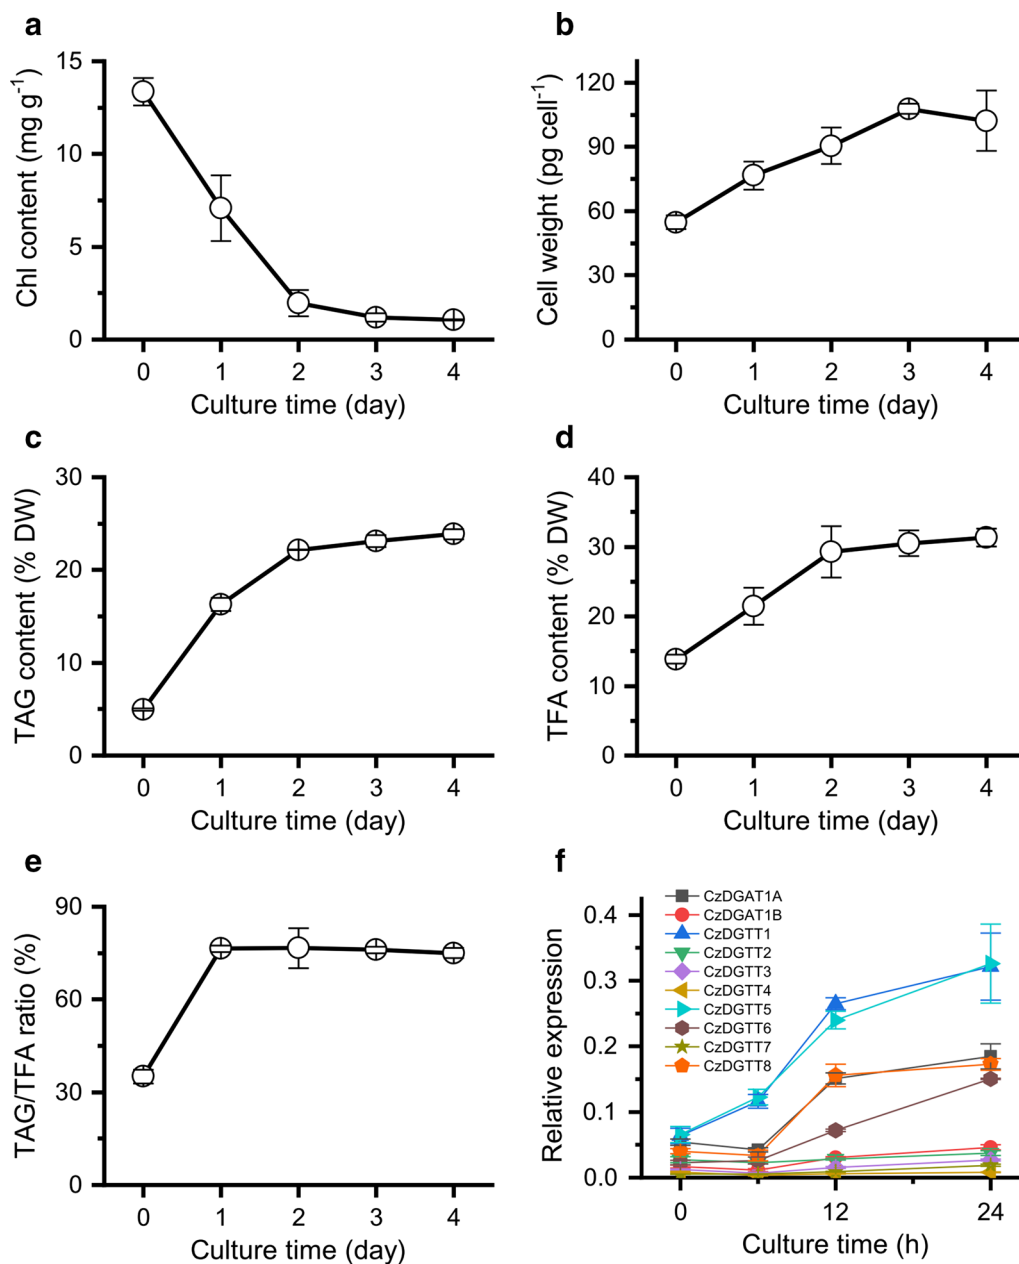 a
Chl content (mg g⁻¹)
15
10
5
0
0 1 2 3 4
Culture time (day)
b
Cell weight (pg cell⁻¹)
120
90
60
30
0
0 1 2 3 4
Culture time (day)
c
TAG content (% DW)
30
20
10
0
0 1 2 3 4
Culture time (day)
d
TFA content (% DW)
40
30
20
10
0
0 1 2 3 4
Culture time (day)
e
TAG/TFA ratio (%)
90
60
30
0
0 1 2 3 4
Culture time (day)
f
Relative expression
0.4
0.3
0.2
0.1
0.0
CzDGAT1A
CzDGAT1B
CzDGTT1
CzDGTT2
CzDGTT3
CzDGTT4
CzDGTT5
CzDGTT6
CzDGTT7
CzDGTT8
0 12 24
Culture time (h)